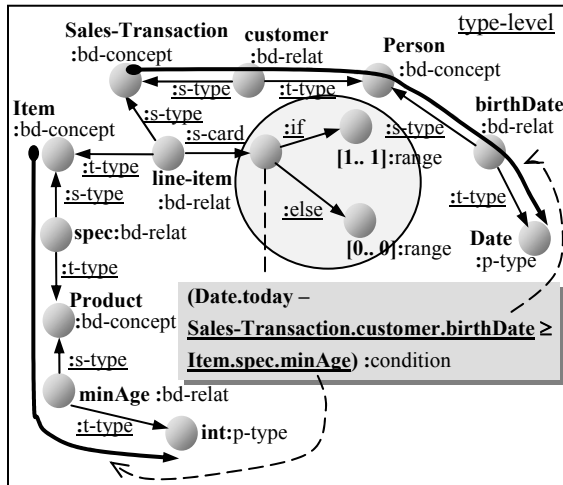 type-level
Sales-Transaction
:bd-concept
customer
:bd-relat
Person
:bd-concept
:s-type
:t-type
Item
:bd-concept
:s-type
:s-card
:if
:s-type
birthDate
:bd-relat
:t-type
line-item
:bd-relat
[1.. 1]:range
:s-type
:else
:t-type
spec:bd-relat
[0.. 0]:range
Date
:p-type
:t-type
Product
:bd-concept
(Date.today –
Sales-Transaction.customer.birthDate ≥
Item.spec.minAge) :condition
:s-type
minAge :bd-relat
:t-type
int:p-type